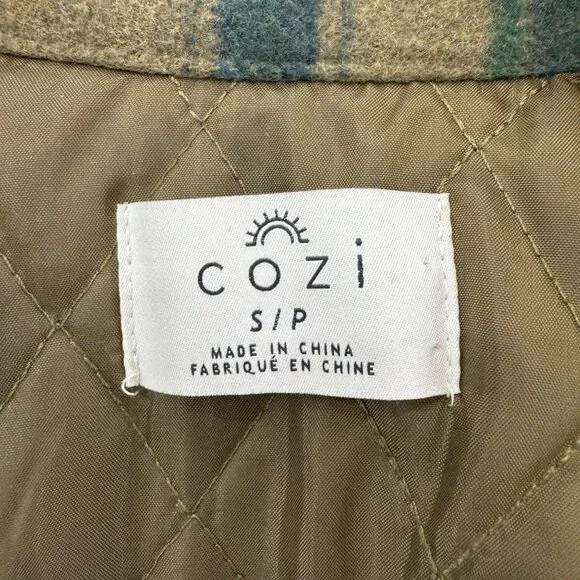 cozi
S/P
MADE IN CHINA
FABRIQUÉ EN CHINE